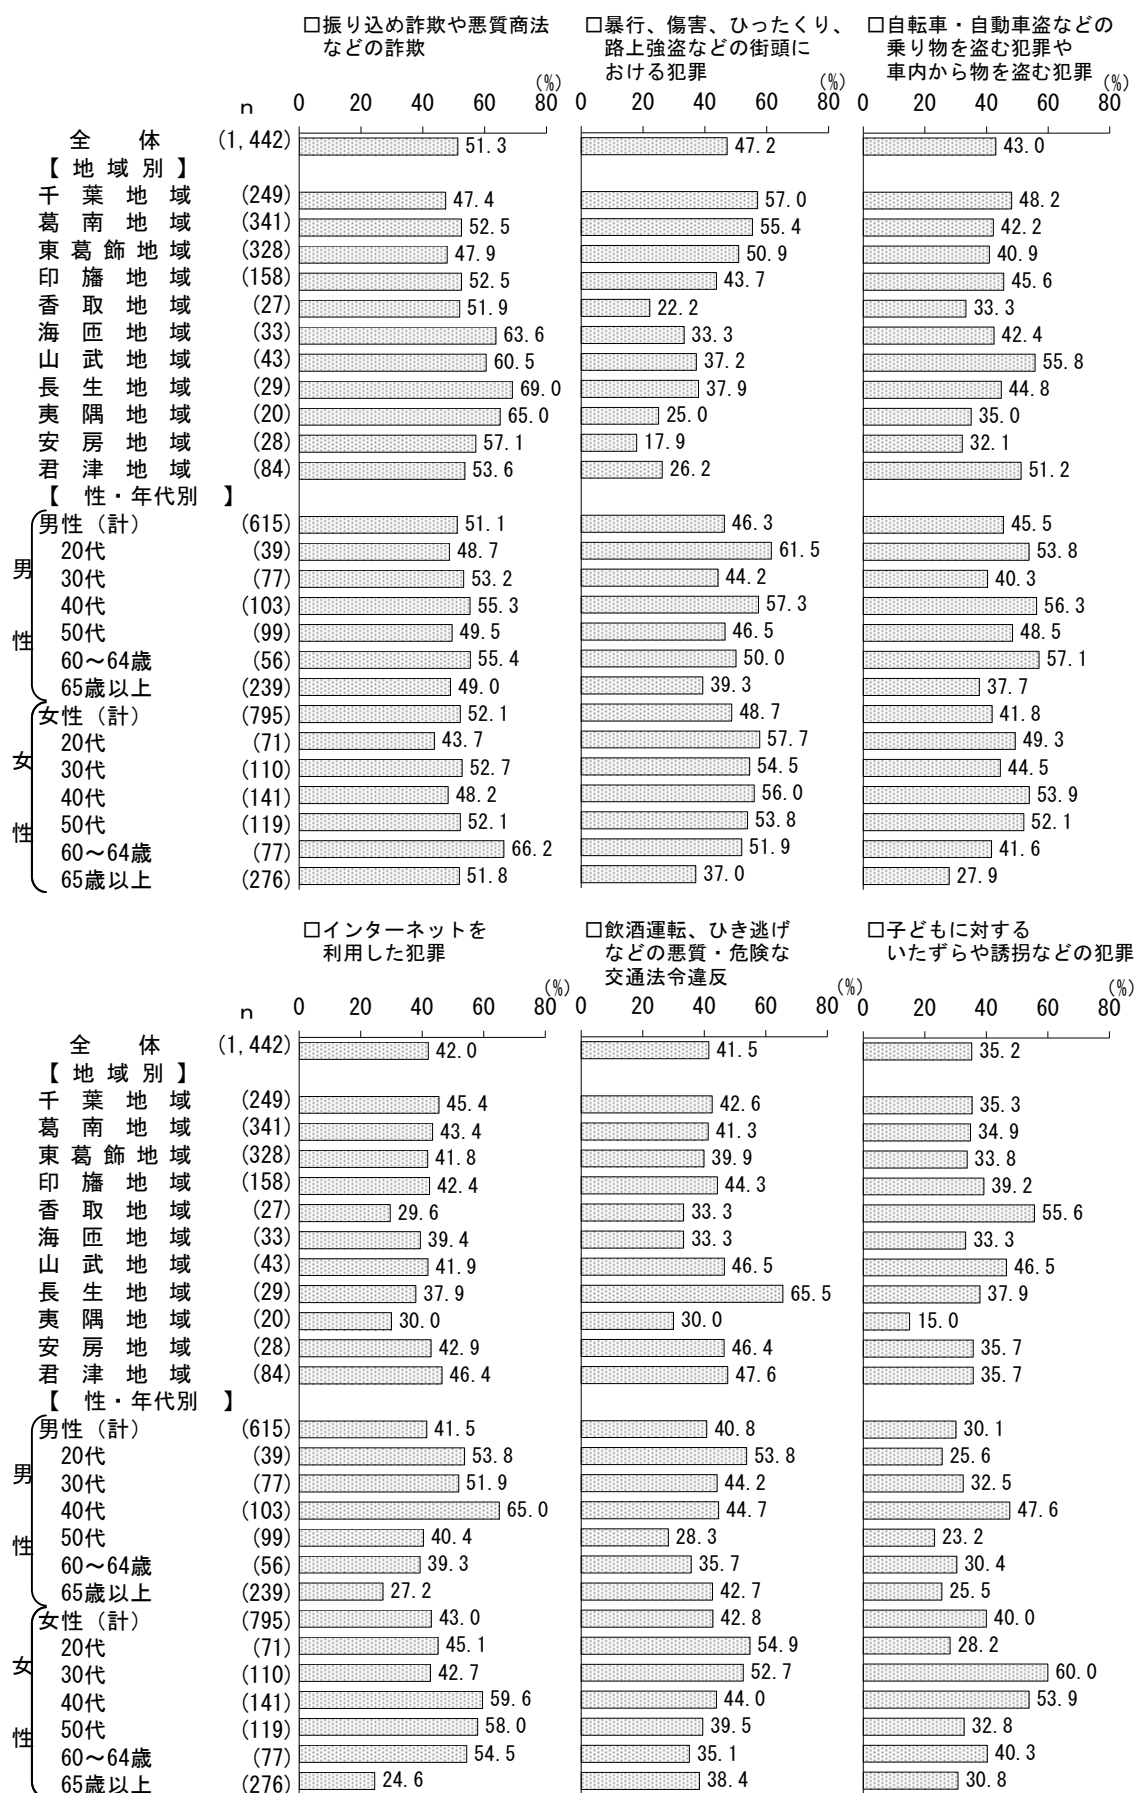 □振り込め詐欺や悪質商法
などの詐欺
□暴行、傷害、ひったくり、
路上強盗などの街頭に
おける犯罪
□自転車・自動車盗などの
乗り物を盗む犯罪や
車内から物を盗む犯罪
(%) (%) (%)
n 0 20 40 60 80 0 20 40 60 80 0 20 40 60 80
全体 (1,442) 51.3 47.2 43.0
【地域別】
千葉地域 (249) 47.4 57.0 48.2
葛南地域 (341) 52.5 55.4 42.2
東葛飾地域 (328) 47.9 50.9 40.9
印旛地域 (158) 52.5 43.7 45.6
香取地域 (27) 51.9 22.2 33.3
海匝地域 (33) 63.6 33.3 42.4
山武地域 (43) 60.5 37.2 55.8
長生地域 (29) 69.0 37.9 44.8
夷隅地域 (20) 65.0 25.0 35.0
安房地域 (28) 57.1 17.9 32.1
君津地域 (84) 53.6 26.2 51.2
【 性・年代別 】
男性
男性（計） (615) 51.1 46.3 45.5
20代 (39) 48.7 61.5 53.8
30代 (77) 53.2 44.2 40.3
40代 (103) 55.3 57.3 56.3
50代 (99) 49.5 46.5 48.5
60～64歳 (56) 55.4 50.0 57.1
65歳以上 (239) 49.0 39.3 37.7
女性
女性（計） (795) 52.1 48.7 41.8
20代 (71) 43.7 57.7 49.3
30代 (110) 52.7 54.5 44.5
40代 (141) 48.2 56.0 53.9
50代 (119) 52.1 53.8 52.1
60～64歳 (77) 66.2 51.9 41.6
65歳以上 (276) 51.8 37.0 27.9
□インターネットを
利用した犯罪
□飲酒運転、ひき逃げ
などの悪質・危険な
交通法令違反
□子どもに対する
いたずらや誘拐などの犯罪
(%) (%) (%)
n 0 20 40 60 80 0 20 40 60 80 0 20 40 60 80
全体 (1,442) 42.0 41.5 35.2
【地域別】
千葉地域 (249) 45.4 42.6 35.3
葛南地域 (341) 43.4 41.3 34.9
東葛飾地域 (328) 41.8 39.9 33.8
印旛地域 (158) 42.4 44.3 39.2
香取地域 (27) 29.6 33.3 55.6
海匝地域 (33) 39.4 33.3 33.3
山武地域 (43) 41.9 46.5 46.5
長生地域 (29) 37.9 65.5 37.9
夷隅地域 (20) 30.0 30.0 15.0
安房地域 (28) 42.9 46.4 35.7
君津地域 (84) 46.4 47.6 35.7
【 性・年代別 】
男性
男性（計） (615) 41.5 40.8 30.1
20代 (39) 53.8 53.8 25.6
30代 (77) 51.9 44.2 32.5
40代 (103) 65.0 44.7 47.6
50代 (99) 40.4 28.3 23.2
60～64歳 (56) 39.3 35.7 30.4
65歳以上 (239) 27.2 42.7 25.5
女性
女性（計） (795) 43.0 42.8 40.0
20代 (71) 45.1 54.9 28.2
30代 (110) 42.7 52.7 60.0
40代 (141) 59.6 44.0 53.9
50代 (119) 58.0 39.5 32.8
60～64歳 (77) 54.5 35.1 40.3
65歳以上 (276) 24.6 38.4 30.8